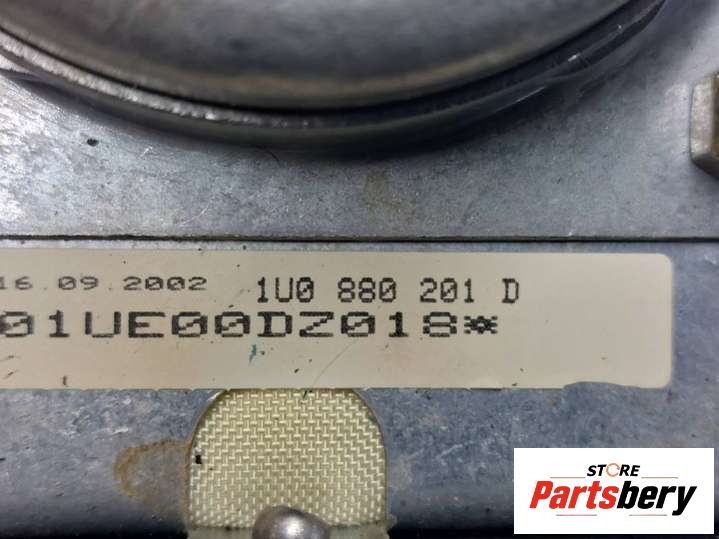 16.09.2002 1U0 880 201 D
01UE00DZ018*
STORE
Partsbery